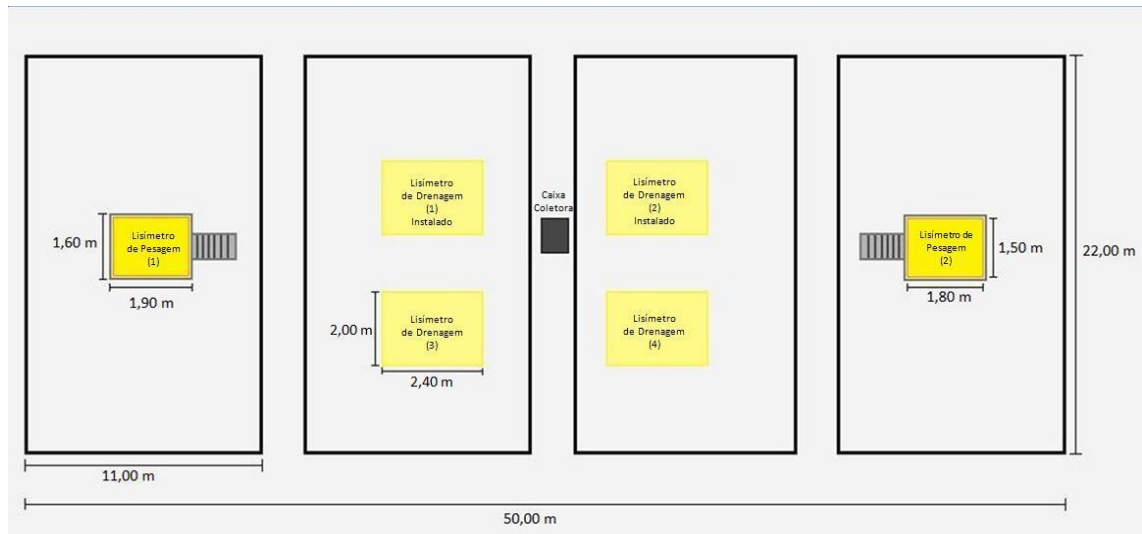 Lisímetro
de Pesagem
(1)
1,60 m
1,90 m
Lisímetro
de Drenagem
(1)
Instalado
Lisímetro
de Drenagem
(3)
2,00 m
2,40 m
Caixa
Coletora
Lisímetro
de Drenagem
(2)
Instalado
Lisímetro
de Drenagem
(4)
Lisímetro de
Pesagem
(2)
1,50 m
1,80 m
22,00 m
11,00 m
50,00 m